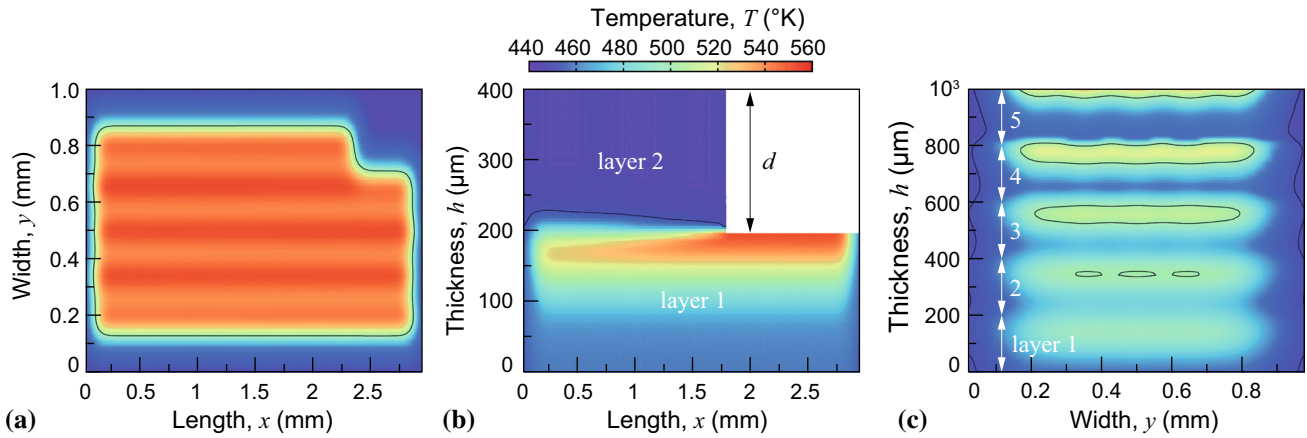 Temperature, T (°K)
440 460 480 500 520 540 560
Width, y (mm)
1.0
0.8
0.6
0.4
0.2
0
0 0.5 1 1.5 2 2.5
Length, x (mm)
(a)
Thickness, h (µm)
400
300
200
100
0
layer 2
d
layer 1
0 0.5 1 1.5 2 2.5
Length, x (mm)
(b)
Thickness, h (µm)
10³
800
600
400
200
0
5
4
3
2
layer 1
0.2 0.4 0.6 0.8
Width, y (mm)
(c)